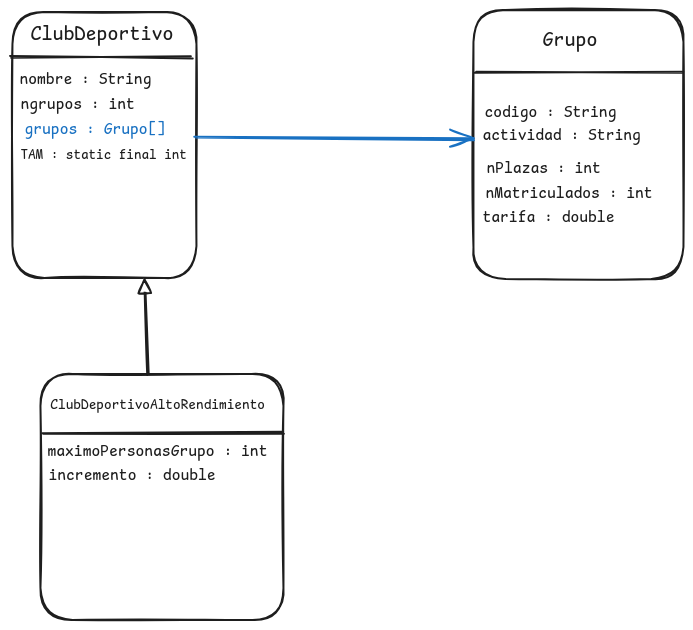 ClubDeportivo
nombre : String
ngrupos : int
grupos : Grupo[]
TAM : static final int
Grupo
codigo : String
actividad : String
nPlazas : int
nMatriculados : int
tarifa : double
ClubDeportivoAltoRendimiento
maximoPersonasGrupo : int
incremento : double